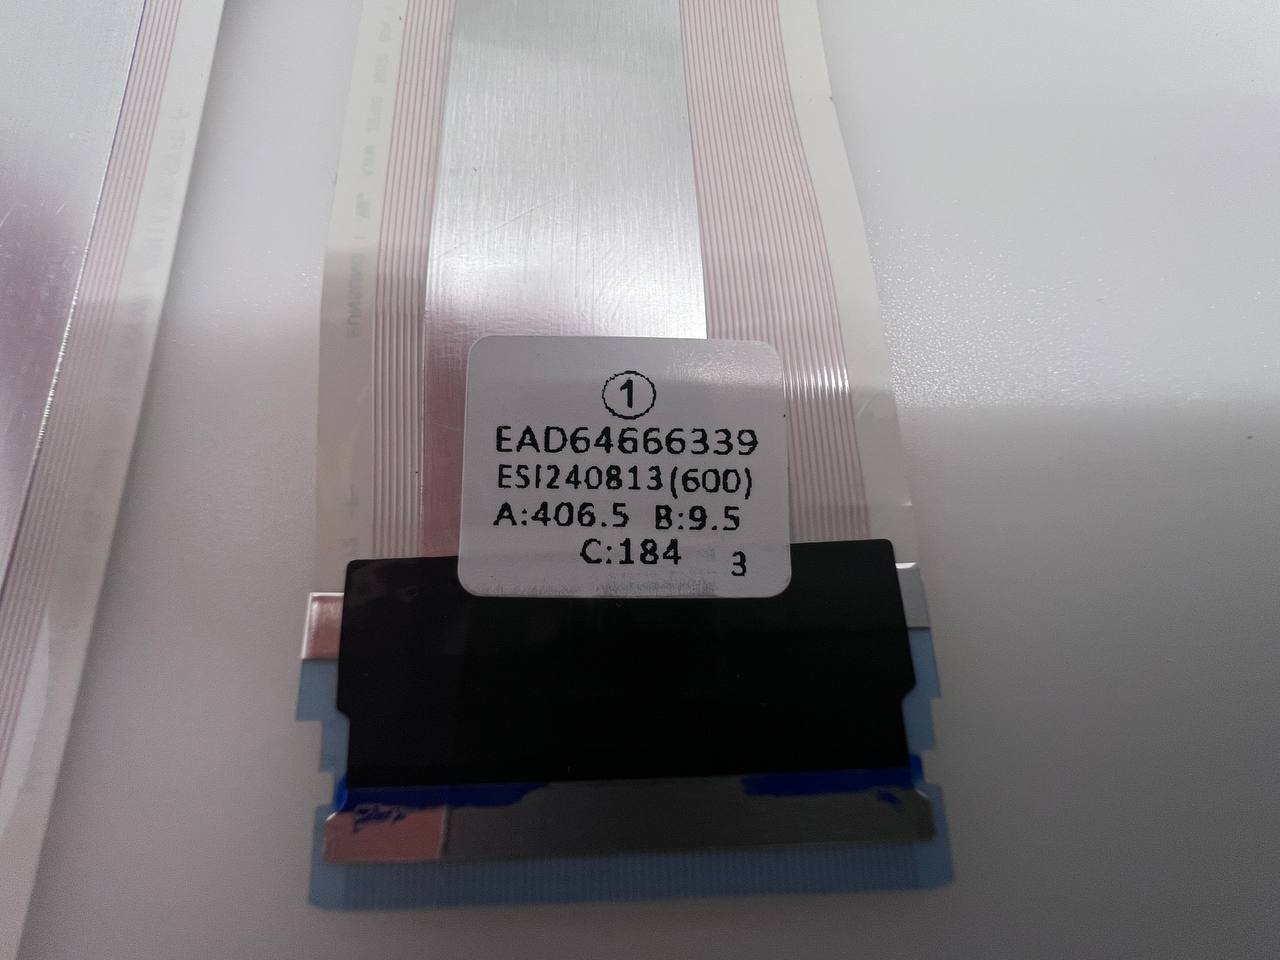 ①
EAD64666339
ESI240813(600)
A:406.5 B:9.5
C:184 3